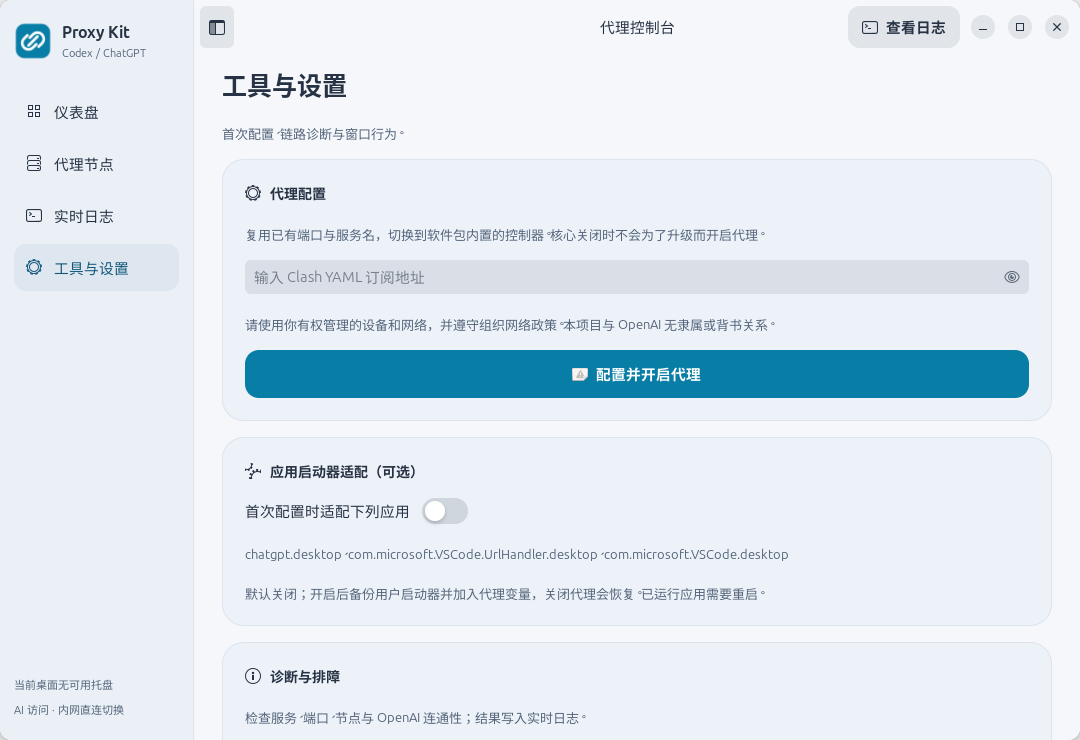 Proxy Kit
Codex / ChatGPT
代理控制台
查看日志
仪表盘
代理节点
实时日志
工具与设置
当前桌面无可用托盘
AI 访问 · 内网直连切换
工具与设置
首次配置、链路诊断与窗口行为。
代理配置
复用已有端口与服务名，切换到软件包内置的控制器。核心关闭时不会为了升级而开启代理。
输入 Clash YAML 订阅地址
请使用你有权管理的设备和网络，并遵守组织网络政策。本项目与 OpenAI 无隶属或背书关系。
配置并开启代理
应用启动器适配（可选）
首次配置时适配下列应用
chatgpt.desktop、com.microsoft.VSCode.UrlHandler.desktop、com.microsoft.VSCode.desktop
默认关闭；开启后备份用户启动器并加入代理变量，关闭代理会恢复。已运行应用需要重启。
诊断与排障
检查服务、端口、节点与 OpenAI 连通性；结果写入实时日志。